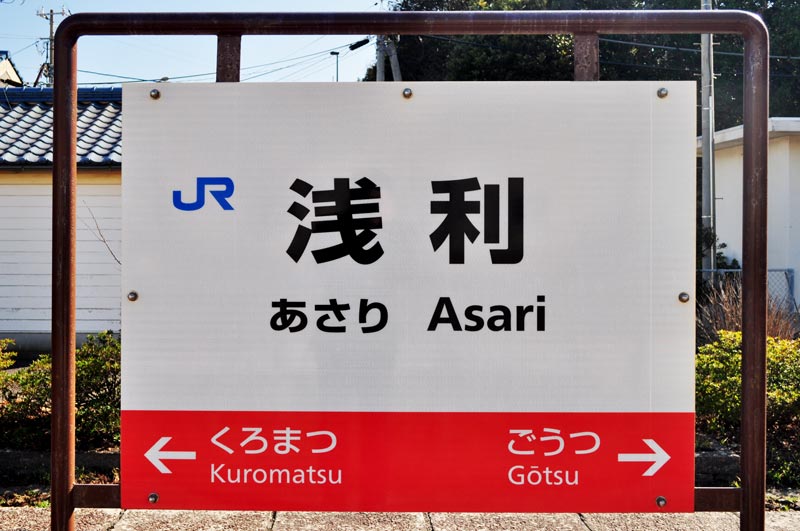 JR
浅利
あさり Asari
← くろまつ
Kuromatsu
ごうつ →
Gōtsu